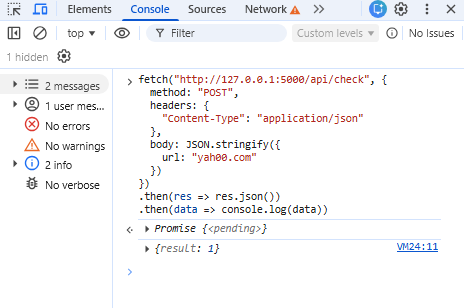 Elements
Console
Sources
Network
top
Filter
Custom levels
No Issues
1 hidden
2 messages
1 user mes...
No errors
No warnings
2 info
No verbose
fetch("http://127.0.0.1:5000/api/check", {
method: "POST",
headers: {
"Content-Type": "application/json"
},
body: JSON.stringify({
url: "yah00.com"
})
})
.then(res => res.json())
.then(data => console.log(data))
Promise {<pending>}
{result: 1}
VM24:11